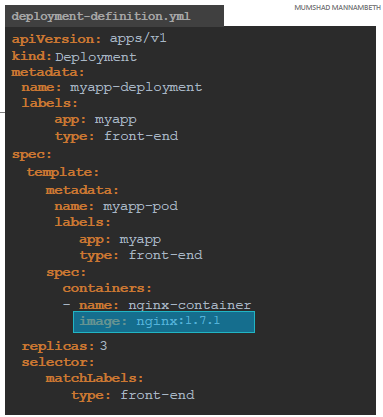 MUMSHAD MANNAMBETH
deployment-definition.yml
apiVersion: apps/v1
kind: Deployment
metadata:
name: myapp-deployment
labels:
app: myapp
type: front-end
spec:
template:
metadata:
name: myapp-pod
labels:
app: myapp
type: front-end
spec:
containers:
- name: nginx-container
image: nginx:1.7.1
replicas: 3
selector:
matchLabels:
type: front-end